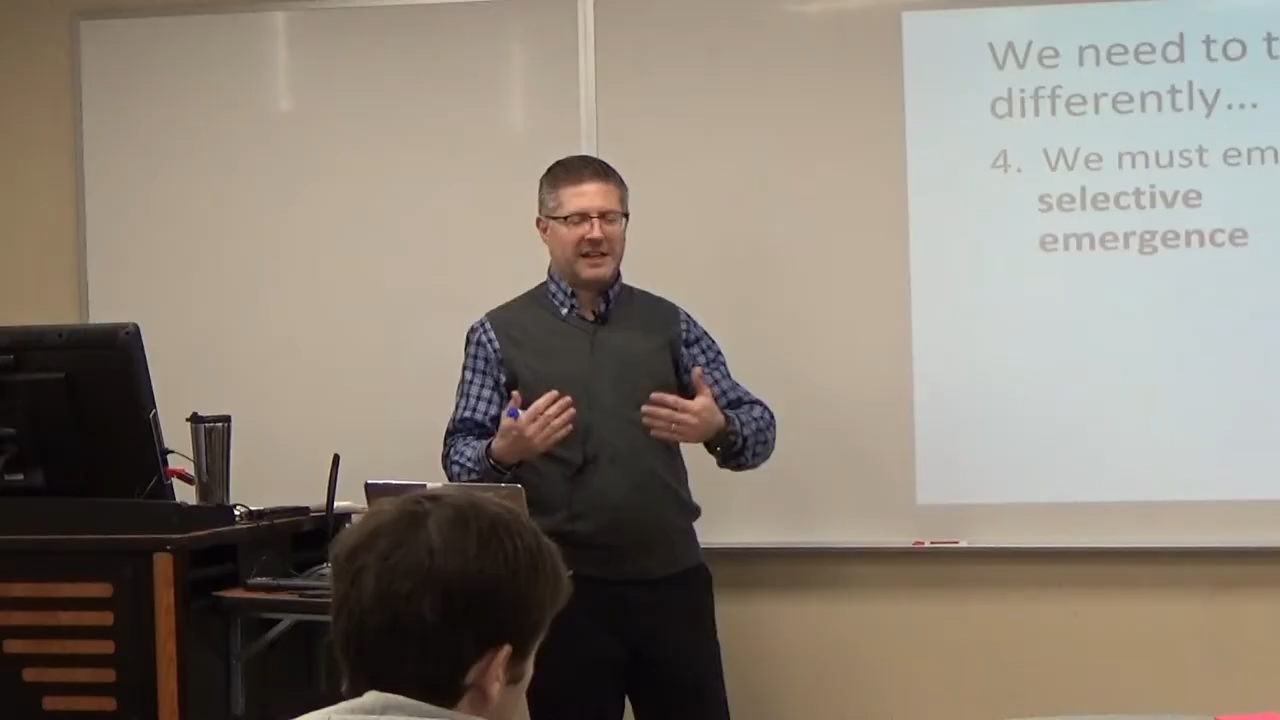 We need to t
differently...
4. We must em
selective
emergence